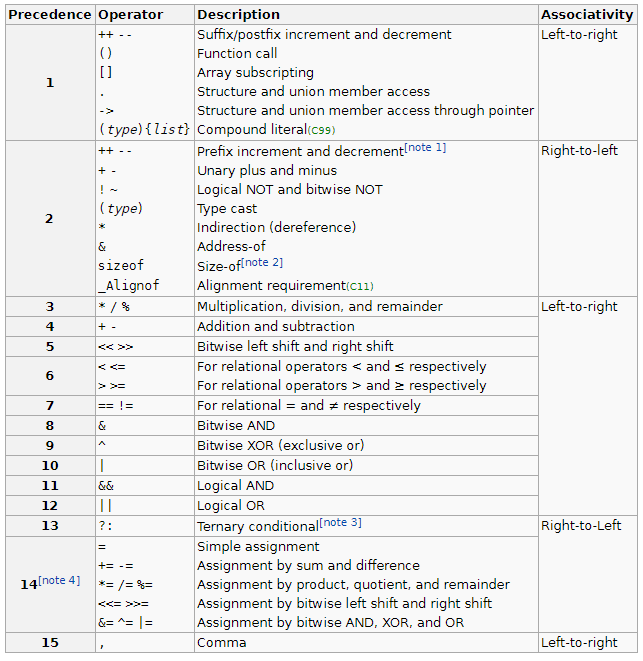 Precedence Operator Description Associativity
1 ++ -- Suffix/postfix increment and decrement Left-to-right
() Function call
[] Array subscripting
. Structure and union member access
-> Structure and union member access through pointer
(type){list} Compound literal(C99)
2 ++ -- Prefix increment and decrement[note 1] Right-to-left
+ - Unary plus and minus
! ~ Logical NOT and bitwise NOT
(type) Type cast
* Indirection (dereference)
& Address-of
sizeof Size-of[note 2]
_Alignof Alignment requirement(C11)
3 * / % Multiplication, division, and remainder Left-to-right
4 + - Addition and subtraction
5 << >> Bitwise left shift and right shift
6 < <= For relational operators < and ≤ respectively
> >= For relational operators > and ≥ respectively
7 == != For relational = and ≠ respectively
8 & Bitwise AND
9 ^ Bitwise XOR (exclusive or)
10 | Bitwise OR (inclusive or)
11 && Logical AND
12 || Logical OR
13 ?: Ternary conditional[note 3] Right-to-Left
14[note 4] = Simple assignment
+= -= Assignment by sum and difference
*= /= %= Assignment by product, quotient, and remainder
<<= >>= Assignment by bitwise left shift and right shift
&= ^= |= Assignment by bitwise AND, XOR, and OR
15 , Comma Left-to-right